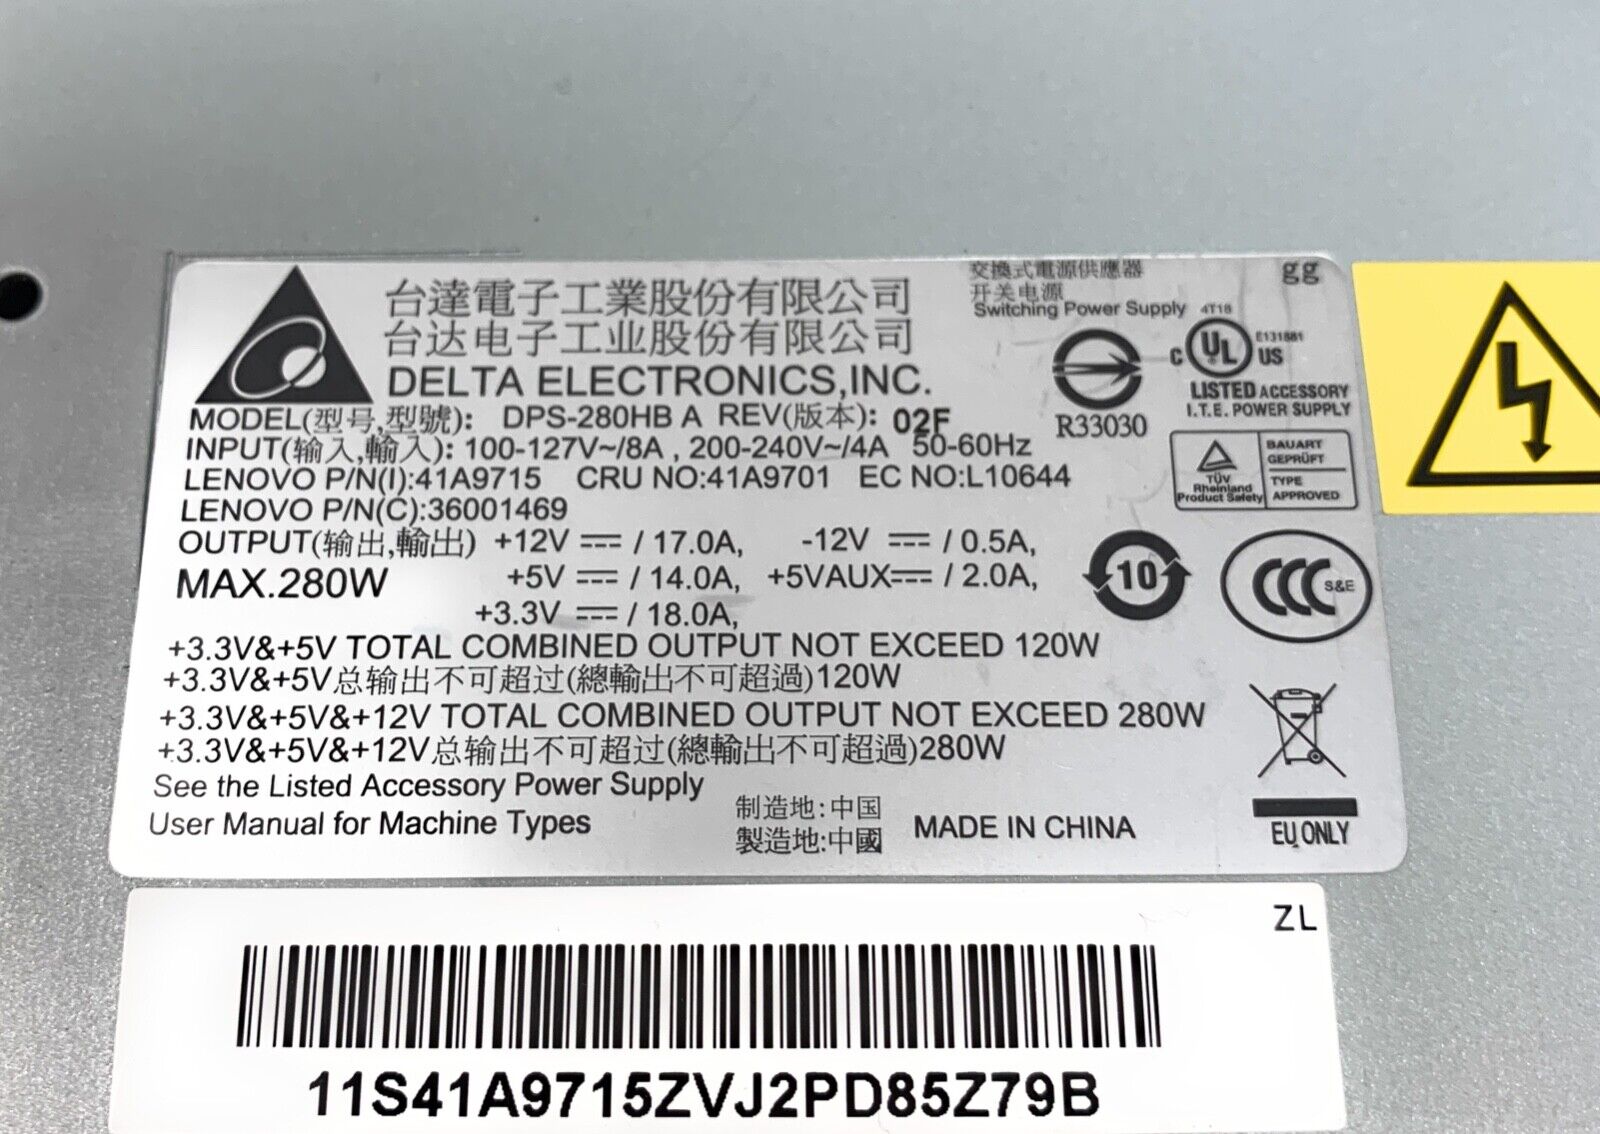 台達電子工業股份有限公司
台达电子工业股份有限公司
DELTA ELECTRONICS,INC.
交換式電源供應器
开关电源
Switching Power Supply
gg
4T18
C UL US
E131881
LISTED ACCESSORY
I.T.E. POWER SUPPLY
R33030
MODEL(型号,型號): DPS-280HB A REV(版本): 02F
INPUT(输入,輸入): 100-127V~/8A , 200-240V~/4A 50-60Hz
LENOVO P/N(I):41A9715 CRU NO:41A9701 EC NO:L10644
LENOVO P/N(C):36001469
TÜV
Rheinland
Product Safety
BAUART
GEPRÜFT
TYPE
APPROVED
OUTPUT(输出,輸出) +12V ⎓ / 17.0A, -12V ⎓ / 0.5A,
MAX.280W +5V ⎓ / 14.0A, +5VAUX⎓ / 2.0A,
+3.3V ⎓ / 18.0A,
10
CCC S&E
+3.3V&+5V TOTAL COMBINED OUTPUT NOT EXCEED 120W
+3.3V&+5V总输出不可超过(總輸出不可超過)120W
+3.3V&+5V&+12V TOTAL COMBINED OUTPUT NOT EXCEED 280W
+3.3V&+5V&+12V总输出不可超过(總輸出不可超過)280W
See the Listed Accessory Power Supply
User Manual for Machine Types
制造地:中国
製造地:中國
MADE IN CHINA
EU ONLY
ZL
11S41A9715ZVJ2PD85Z79B